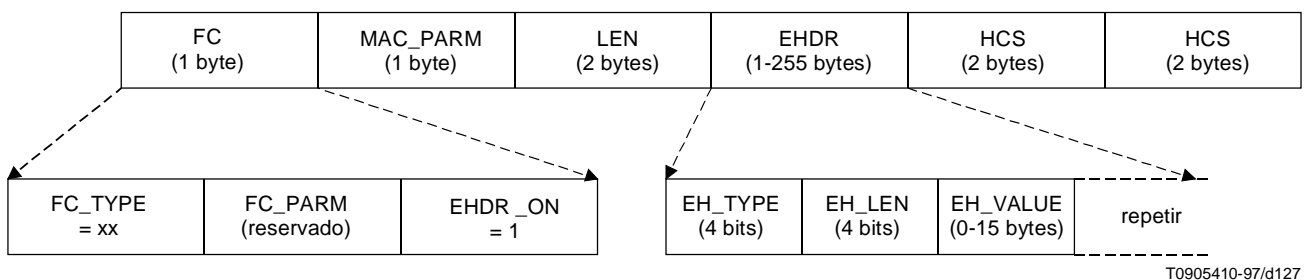 FC MAC_PARM LEN EHDR HCS HCS
(1 byte) (1 byte) (2 bytes) (1-255 bytes) (2 bytes) (2 bytes)
FC_TYPE FC_PARM EHDR _ON EH_TYPE EH_LEN EH_VALUE repetir
= xx (reservado) = 1 (4 bits) (4 bits) (0-15 bytes)
T0905410-97/d127